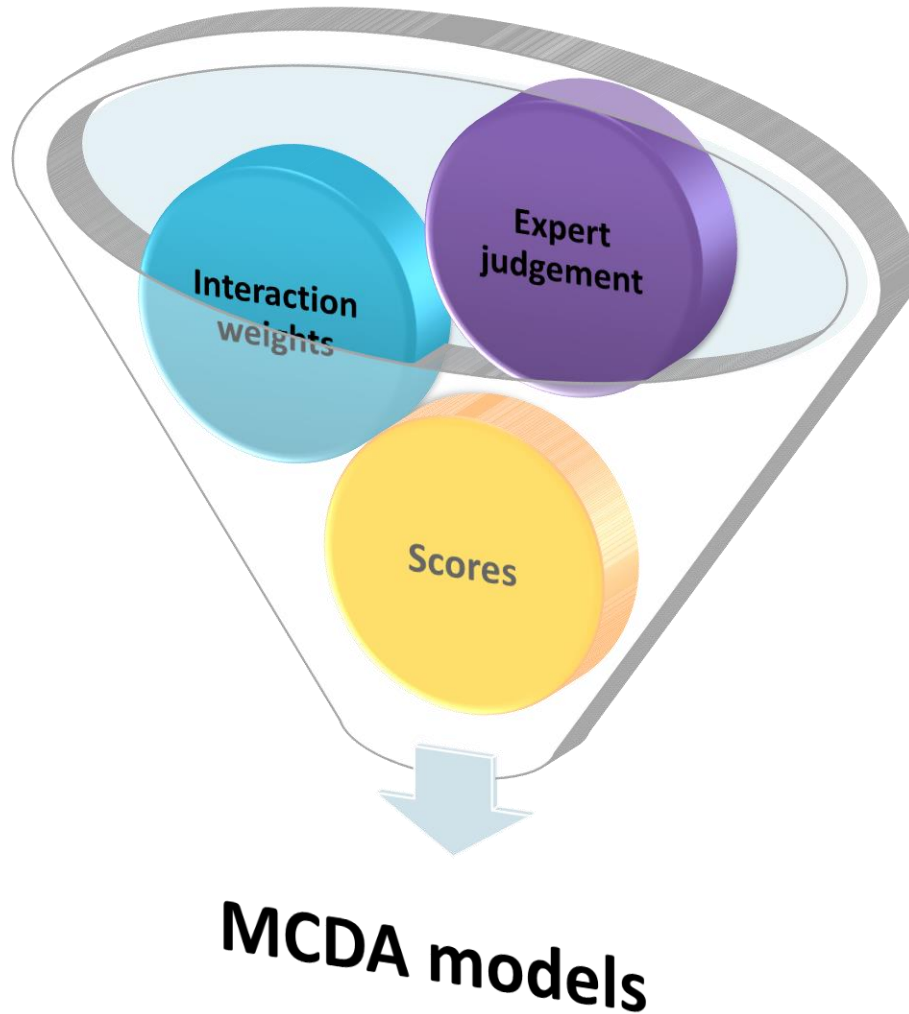 Expert
judgement
Interaction
weights
Scores
MCDA models